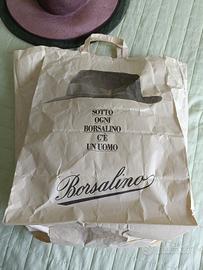 SOTTO
OGNI
BORSALINO
C'È
UN UOMO
Borsalino